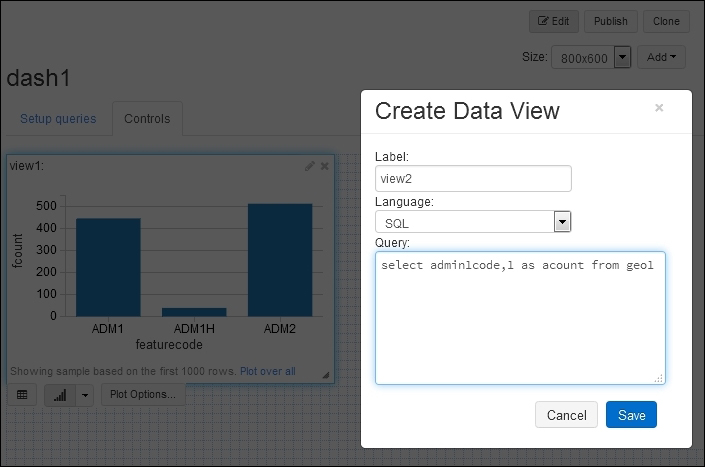 Edit Publish Clone
Size: 800x600 Add
dash1
Setup queries Controls
view1:
500
400
300
200
100
0
fcount
ADM1 ADM1H ADM2
featurecode
Showing sample based on the first 1000 rows. Plot over all
Plot Options...
Create Data View ×
Label:
view2
Language:
SQL
Query:
select admin1code,1 as acount from geo1
Cancel Save